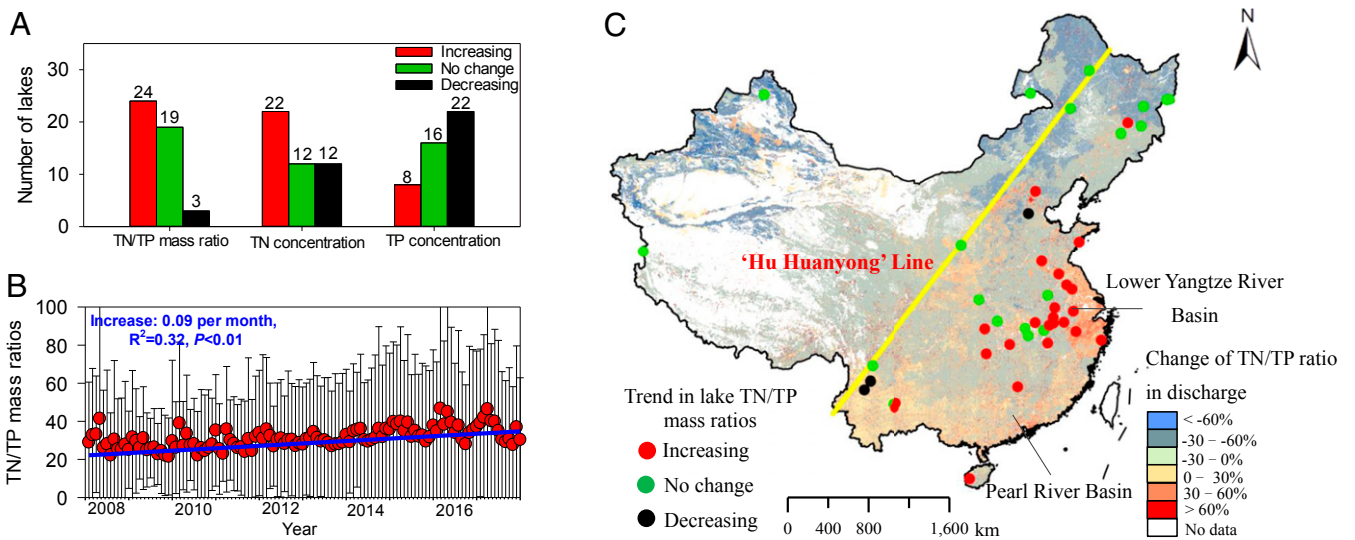 A
Increasing
No change
Decreasing
Number of lakes
30
20
10
0
24
19
3
22
12
12
8
16
22
TN/TP mass ratio
TN concentration
TP concentration
B
TN/TP mass ratios
100
80
60
40
20
0
Increase: 0.09 per month,
R²=0.32, P<0.01
2008
2010
2012
2014
2016
Year
C
N
'Hu Huanyong' Line
Lower Yangtze River
Basin
Pearl River Basin
Trend in lake TN/TP
mass ratios
Increasing
No change
Decreasing
0 400 800 1,600 km
Change of TN/TP ratio
in discharge
< -60%
-30 – -60%
-30 – 0%
0 – 30%
30 – 60%
> 60%
No data